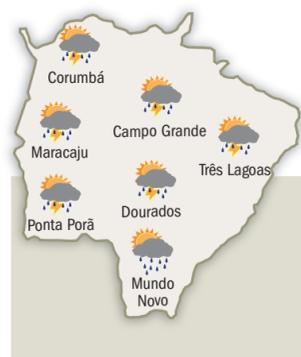 Corumbá
Campo Grande
Maracaju
Três Lagoas
Ponta Porã
Dourados
Mundo
Novo